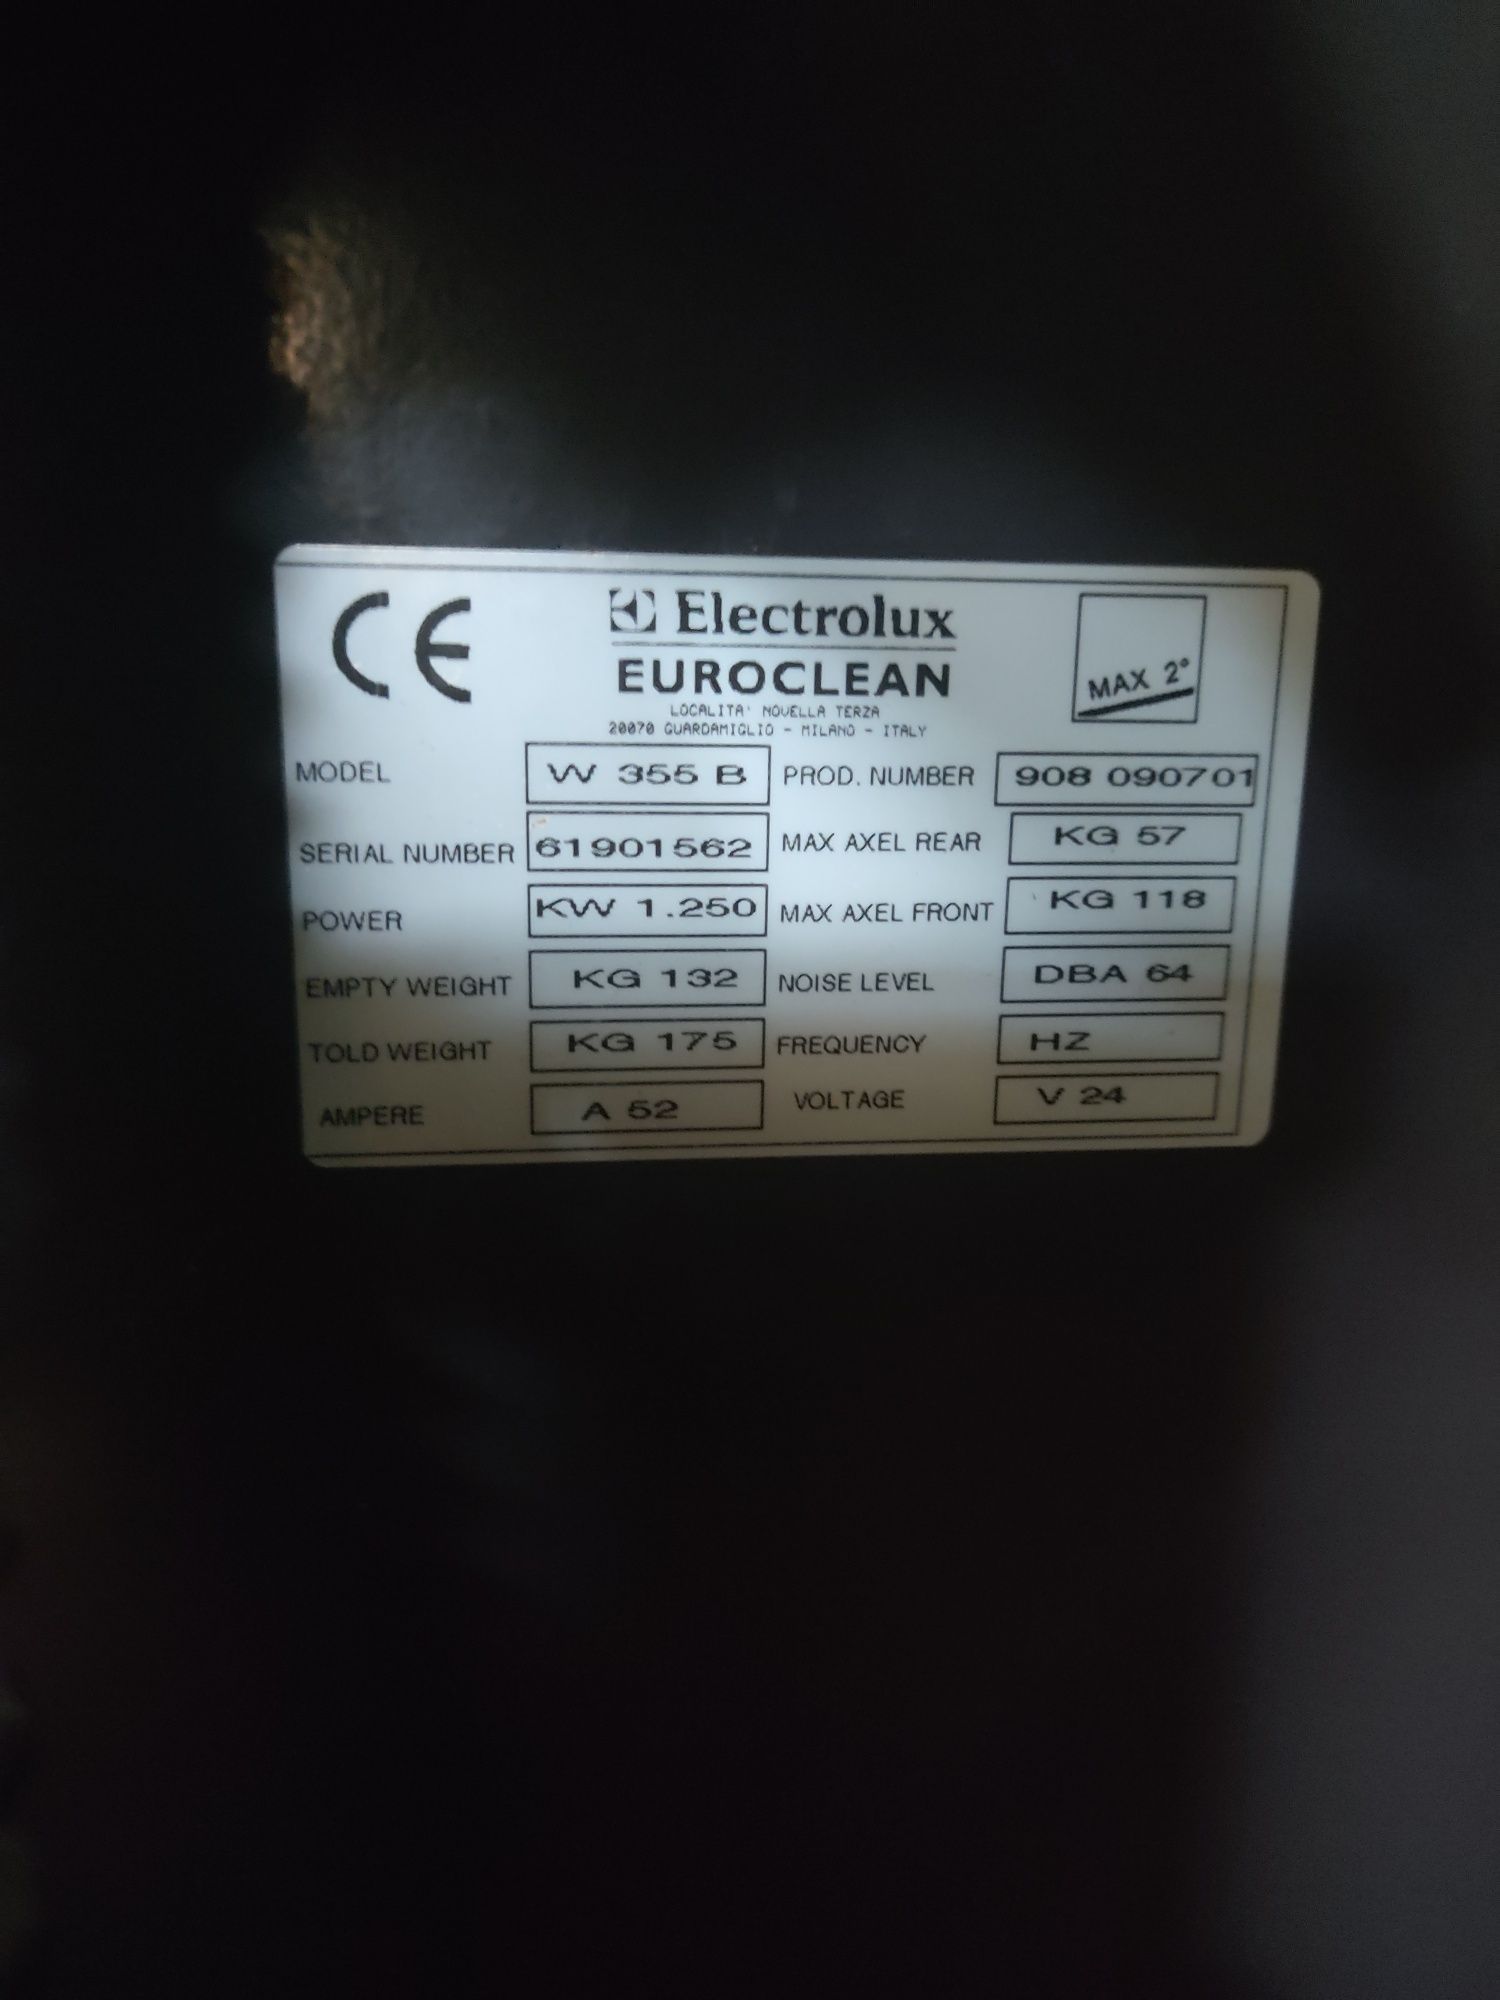 CE
Electrolux
EUROCLEAN
LOCALITA' NOVELLA TERZA
20070 GUARDAMIGLIO - MILANO - ITALY
MAX 2°
MODEL W 355 B PROD. NUMBER 908 090701
SERIAL NUMBER 61901562 MAX AXEL REAR KG 57
POWER KW 1.250 MAX AXEL FRONT KG 118
EMPTY WEIGHT KG 132 NOISE LEVEL DBA 64
TOLD WEIGHT KG 175 FREQUENCY HZ
AMPERE A 52 VOLTAGE V 24